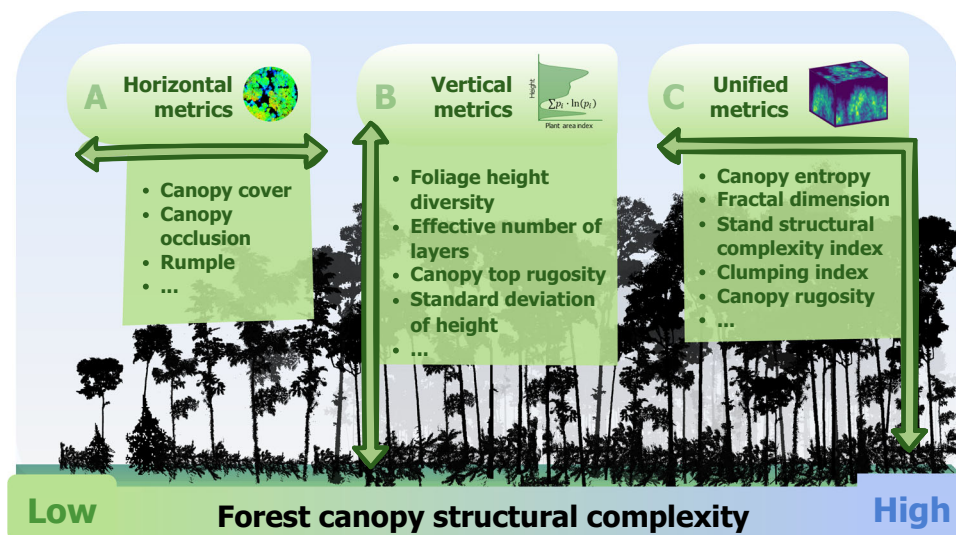 A
Horizontal
metrics
• Canopy cover
• Canopy
occlusion
• Rumple
• ...
B
Vertical
metrics
Height
∑pᵢ · ln(pᵢ)
Plant area index
• Foliage height
diversity
• Effective number of
layers
• Canopy top rugosity
• Standard deviation
of height
• ...
C
Unified
metrics
• Canopy entropy
• Fractal dimension
• Stand structural
complexity index
• Clumping index
• Canopy rugosity
• ...
Low
Forest canopy structural complexity
High